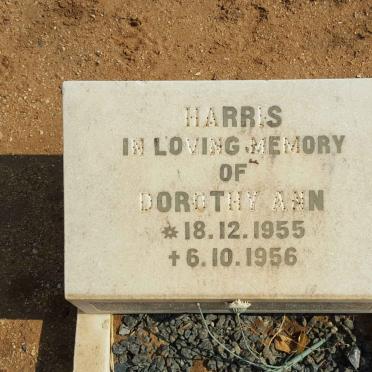 HARRIS
IN LOVING MEMORY
OF
DOROTHY ANN
* 18.12.1955
† 6.10.1956